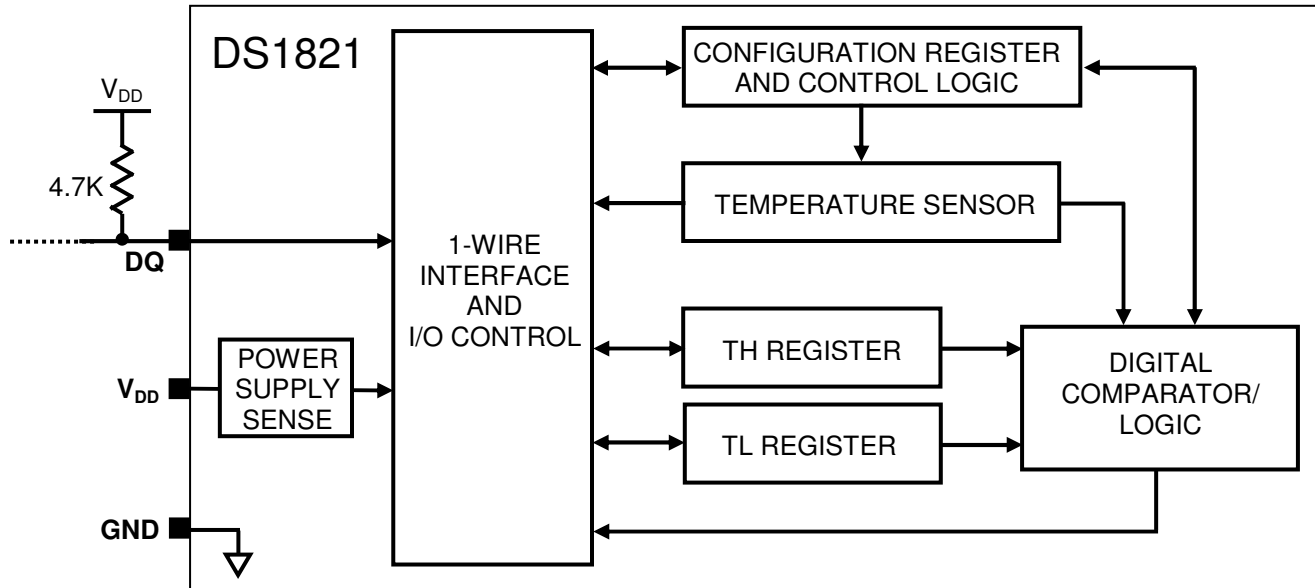 DS1821
V_DD
4.7K
DQ
V_DD
GND
POWER
SUPPLY
SENSE
1-WIRE
INTERFACE
AND
I/O CONTROL
CONFIGURATION REGISTER
AND CONTROL LOGIC
TEMPERATURE SENSOR
TH REGISTER
TL REGISTER
DIGITAL
COMPARATOR/
LOGIC